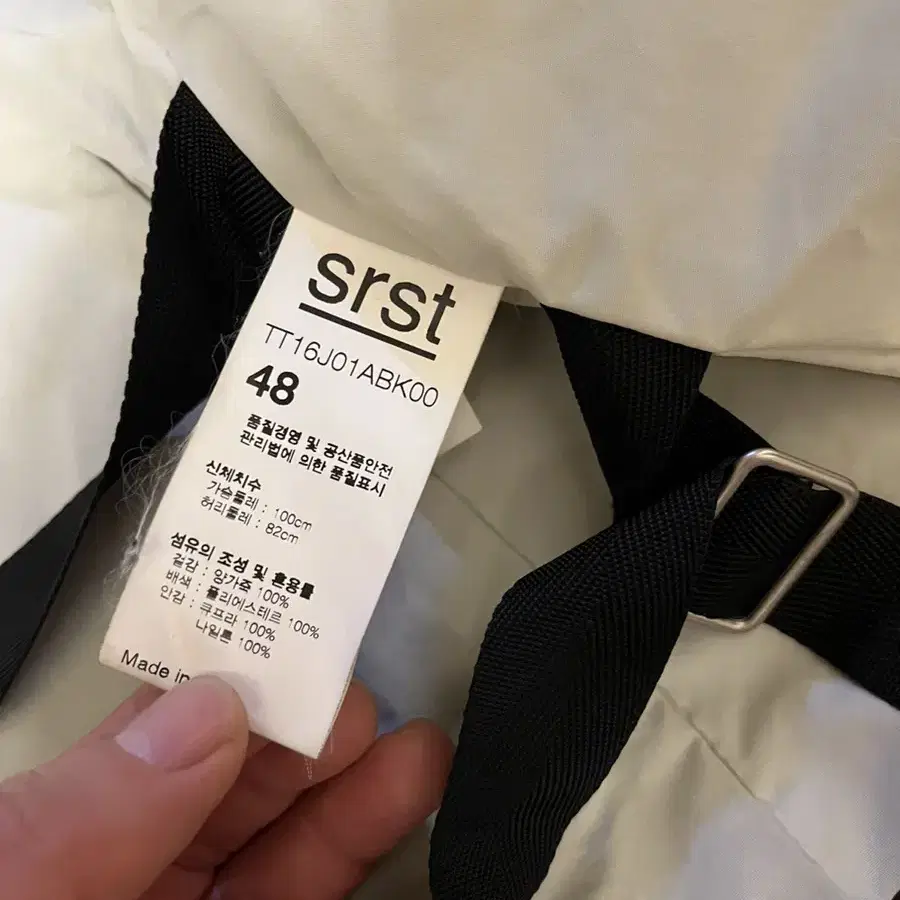 srst
TT16J01ABK00
48
품질경영 및 공산품안전
관리법에 의한 품질표시
신체치수
가슴둘레 : 100cm
허리둘레 : 82cm
섬유의 조성 및 혼용률
겉감 : 양가죽 100%
배색 : 폴리에스테르 100%
안감 : 큐프라 100%
나일론 100%
Made in